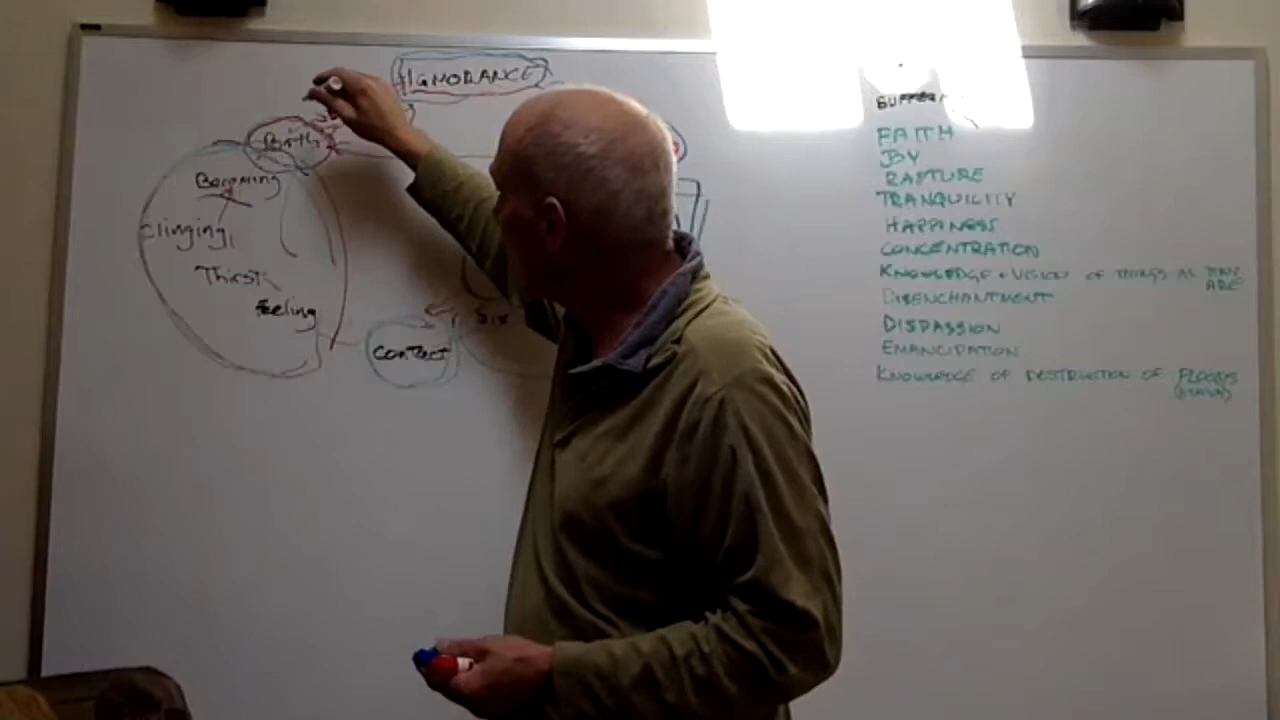 IGNORANCE
Birth
Becoming
Clinging
Thirst
Feeling
Contact
Six
SUFFERI
FAITH
JOY
RAPTURE
TRANQUILITY
HAPPINESS
CONCENTRATION
KNOWLEDGE + VISION OF THINGS AS THEY
ARE
DISENCHANTMENT
DISPASSION
EMANCIPATION
KNOWLEDGE OF DESTRUCTION OF FLOODS